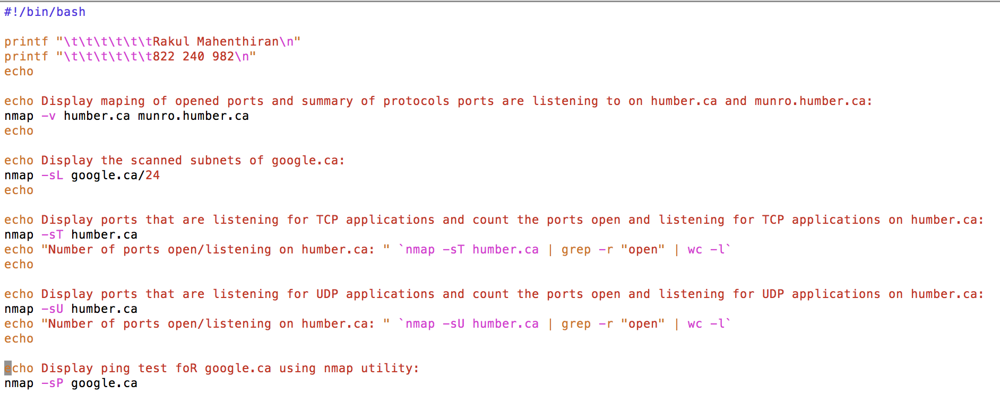 #!/bin/bash
printf "\t\t\t\t\t\tRakul Mahenthiran\n"
printf "\t\t\t\t\t\t822 240 982\n"
echo
echo Display maping of opened ports and summary of protocols ports are listening to on humber.ca and munro.humber.ca:
nmap -v humber.ca munro.humber.ca
echo
echo Display the scanned subnets of google.ca:
nmap -sL google.ca/24
echo
echo Display ports that are listening for TCP applications and count the ports open and listening for TCP applications on humber.ca:
nmap -sT humber.ca
echo "Number of ports open/listening on humber.ca: " `nmap -sT humber.ca | grep -r "open" | wc -l`
echo
echo Display ports that are listening for UDP applications and count the ports open and listening for UDP applications on humber.ca:
nmap -sU humber.ca
echo "Number of ports open/listening on humber.ca: " `nmap -sU humber.ca | grep -r "open" | wc -l`
echo
echo Display ping test foR google.ca using nmap utility:
nmap -sP google.ca